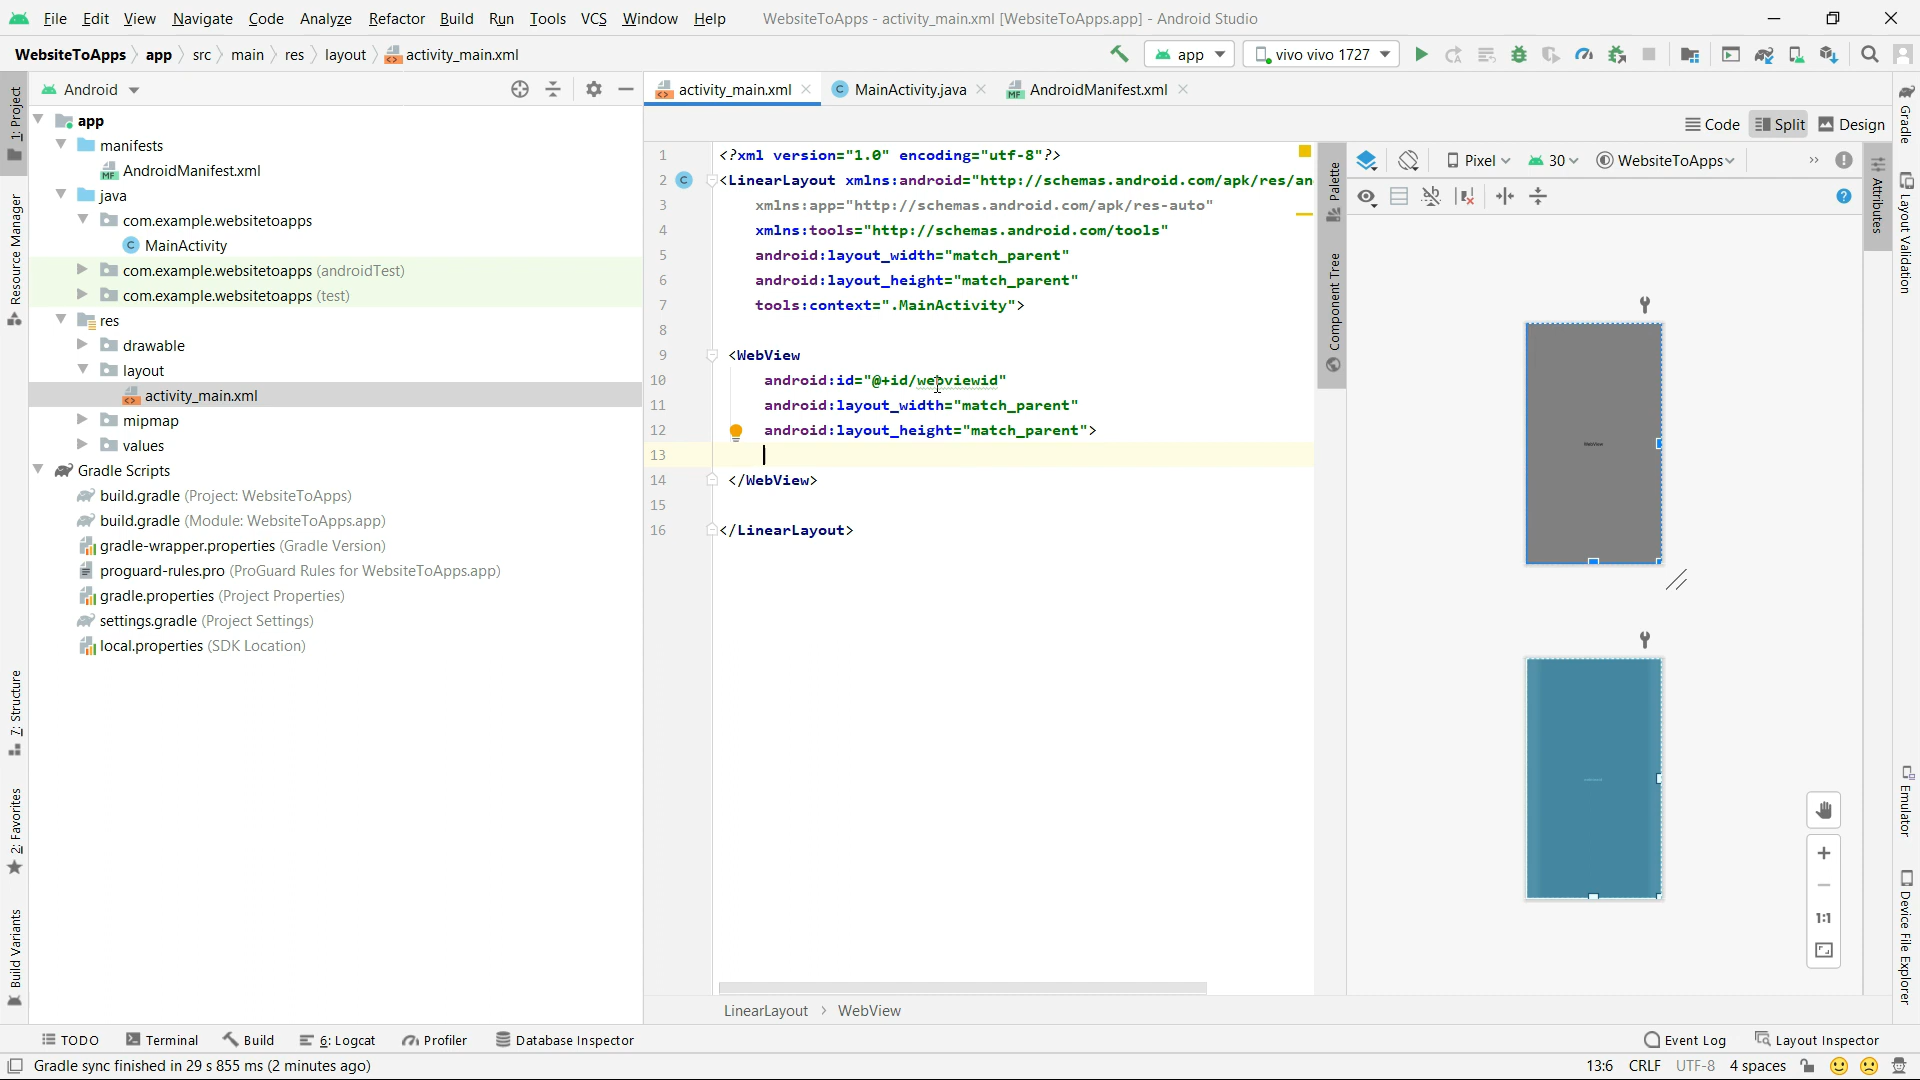 File Edit View Navigate Code Analyze Refactor Build Run Tools VCS Window Help WebsiteToApps - activity_main.xml [WebsiteToApps.app] - Android Studio
WebsiteToApps app src main res layout activity_main.xml app vivo vivo 1727
Android
activity_main.xml MainActivity.java AndroidManifest.xml
Code Split Design
Pixel 30 WebsiteToApps
1: Project
Resource Manager
7: Structure
2: Favorites
Build Variants
app
manifests
AndroidManifest.xml
java
com.example.websitetoapps
MainActivity
com.example.websitetoapps (androidTest)
com.example.websitetoapps (test)
res
drawable
layout
activity_main.xml
mipmap
values
Gradle Scripts
build.gradle (Project: WebsiteToApps)
build.gradle (Module: WebsiteToApps.app)
gradle-wrapper.properties (Gradle Version)
proguard-rules.pro (ProGuard Rules for WebsiteToApps.app)
gradle.properties (Project Properties)
settings.gradle (Project Settings)
local.properties (SDK Location)
1 <?xml version="1.0" encoding="utf-8"?>
2 <LinearLayout xmlns:android="http://schemas.android.com/apk/res/an
3 xmlns:app="http://schemas.android.com/apk/res-auto"
4 xmlns:tools="http://schemas.android.com/tools"
5 android:layout_width="match_parent"
6 android:layout_height="match_parent"
7 tools:context=".MainActivity">
8
9 <WebView
10 android:id="@+id/webviewid"
11 android:layout_width="match_parent"
12 android:layout_height="match_parent">
13
14 </WebView>
15
16 </LinearLayout>
LinearLayout WebView
Palette
Component Tree
WebView
1:1
Attributes
Gradle
Layout Validation
Emulator
Device File Explorer
TODO Terminal Build 6: Logcat Profiler Database Inspector Event Log Layout Inspector
Gradle sync finished in 29 s 855 ms (2 minutes ago) 13:6 CRLF UTF-8 4 spaces